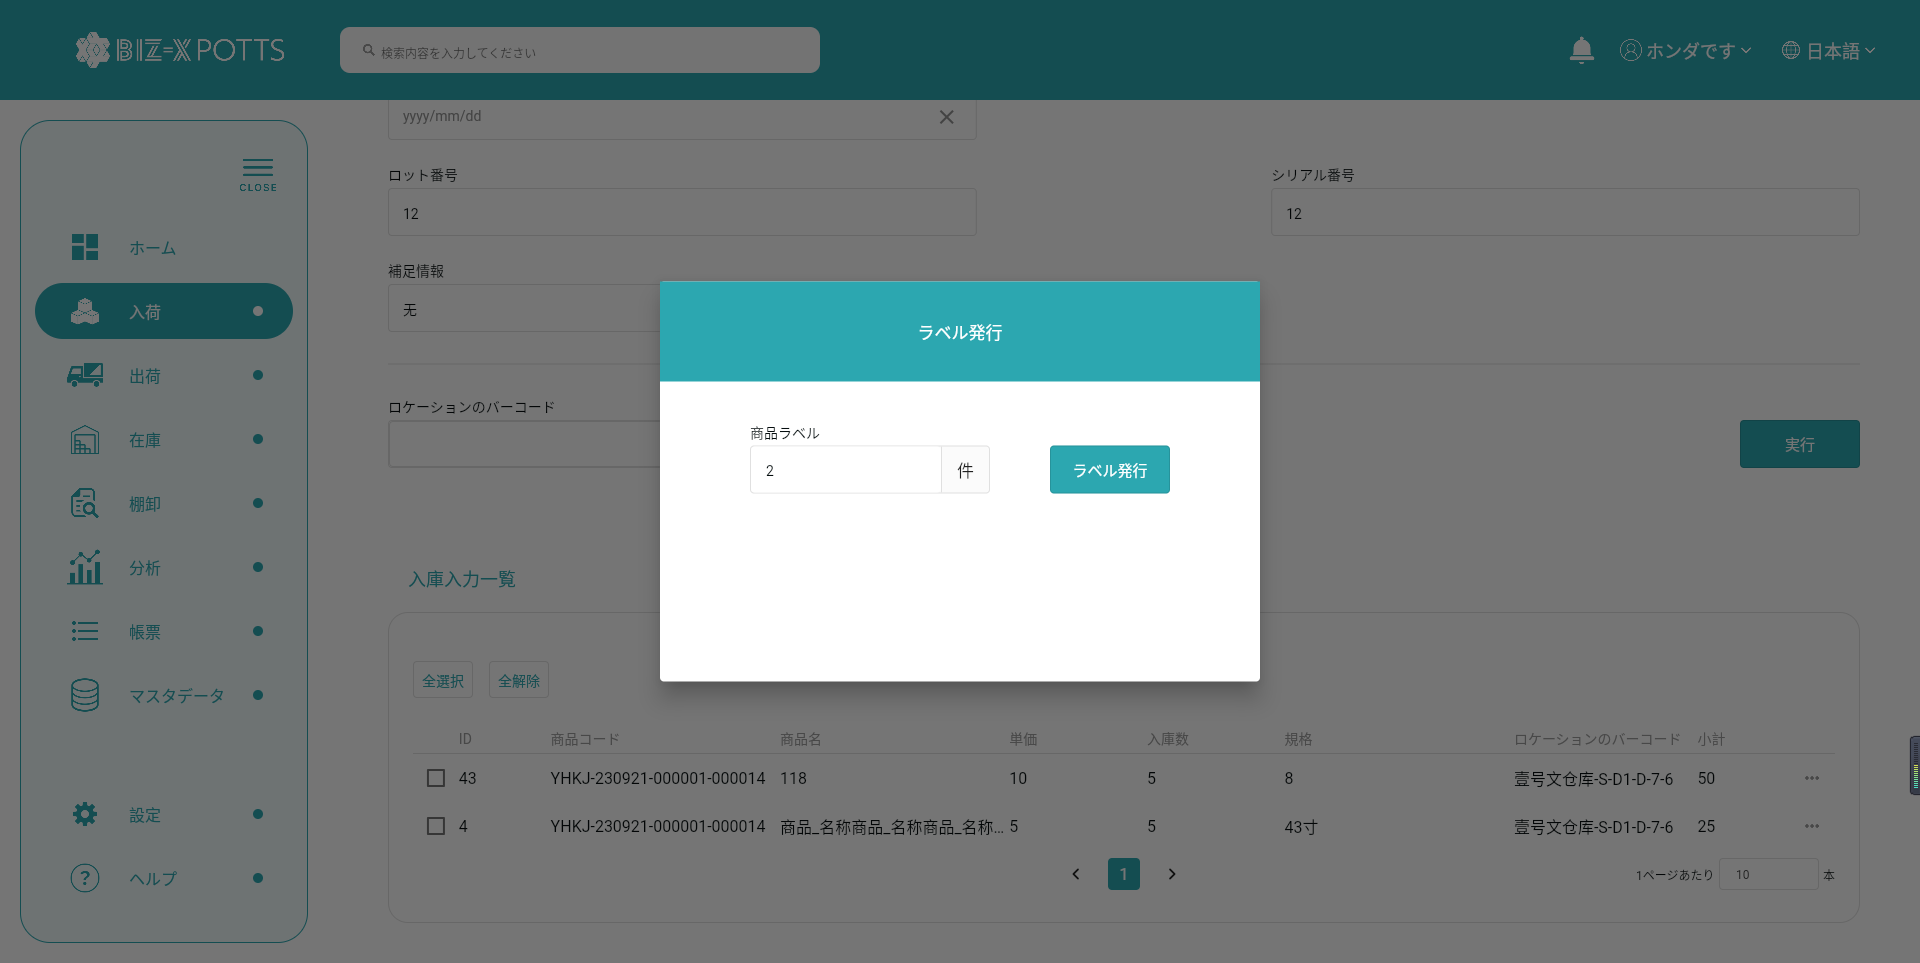 BIZ=X POTTS
検索内容を入力してください
ホンダです
日本語
CLOSE
ホーム
入荷
出荷
在庫
棚卸
分析
帳票
マスタデータ
設定
? ヘルプ
yyyy/mm/dd
ロット番号
シリアル番号
12
12
補足情報
无
ロケーションのバーコード
実行
ラベル発行
商品ラベル
2 件
ラベル発行
入庫入力一覧
全選択 全解除
ID 商品コード 商品名 単価 入庫数 規格 ロケーションのバーコード 小計
43 YHKJ-230921-000001-000014 118 10 5 8 壹号文仓库-S-D1-D-7-6 50 •••
4 YHKJ-230921-000001-000014 商品_名称商品_名称商品_名称... 5 5 43寸 壹号文仓库-S-D1-D-7-6 25 •••
1
1ページあたり 10 本